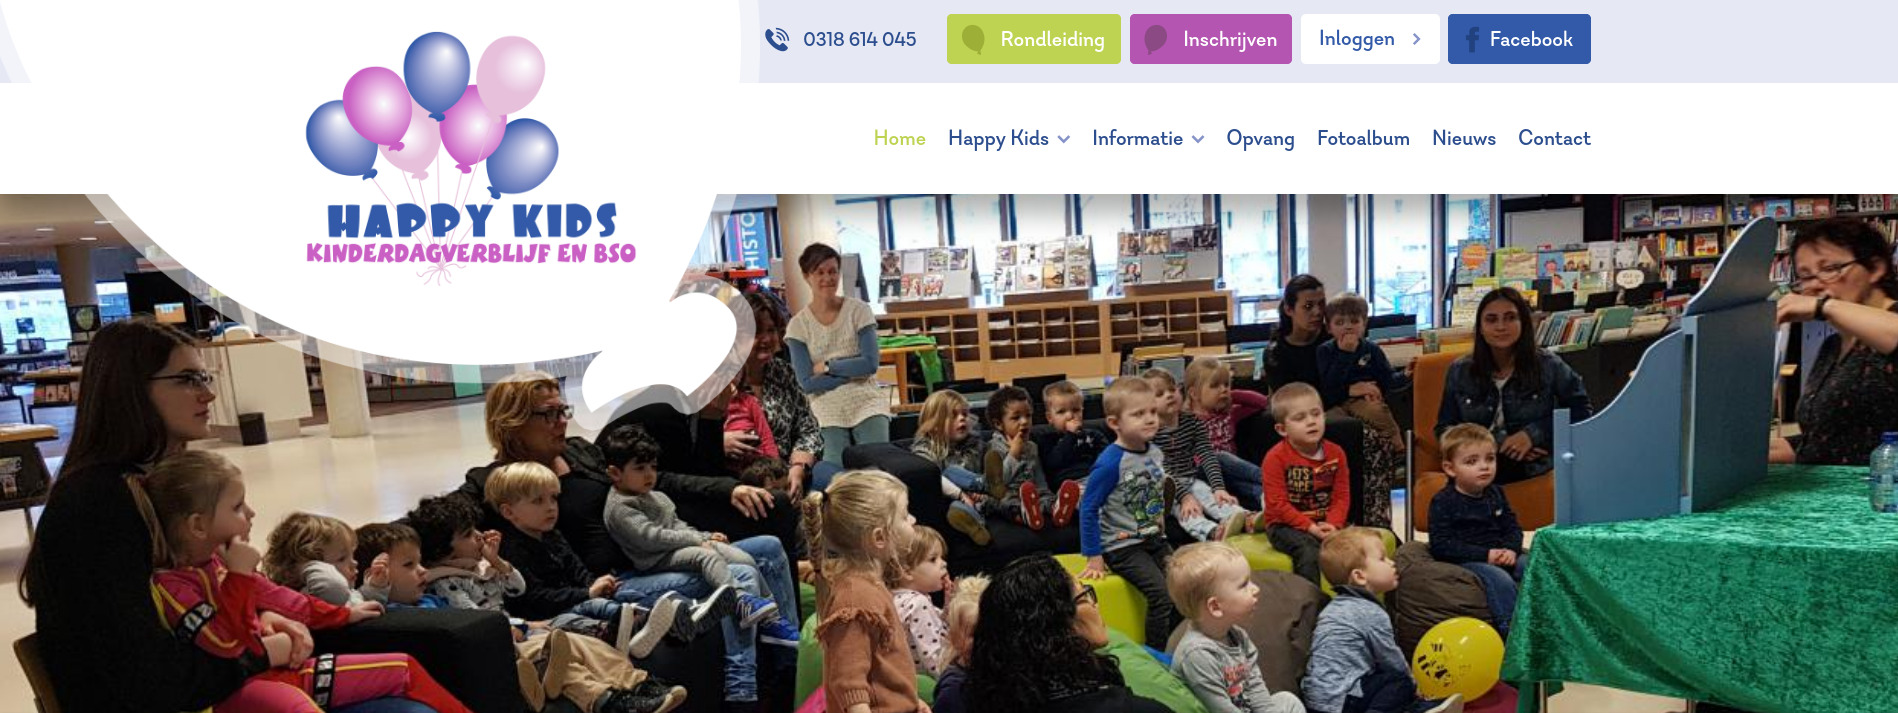 0318 614 045
Rondleiding
Inschrijven
Inloggen
Facebook
HAPPY KIDS
KINDERDAGVERBLIJF EN BSO
Home
Happy Kids
Informatie
Opvang
Fotoalbum
Nieuws
Contact
HISTO